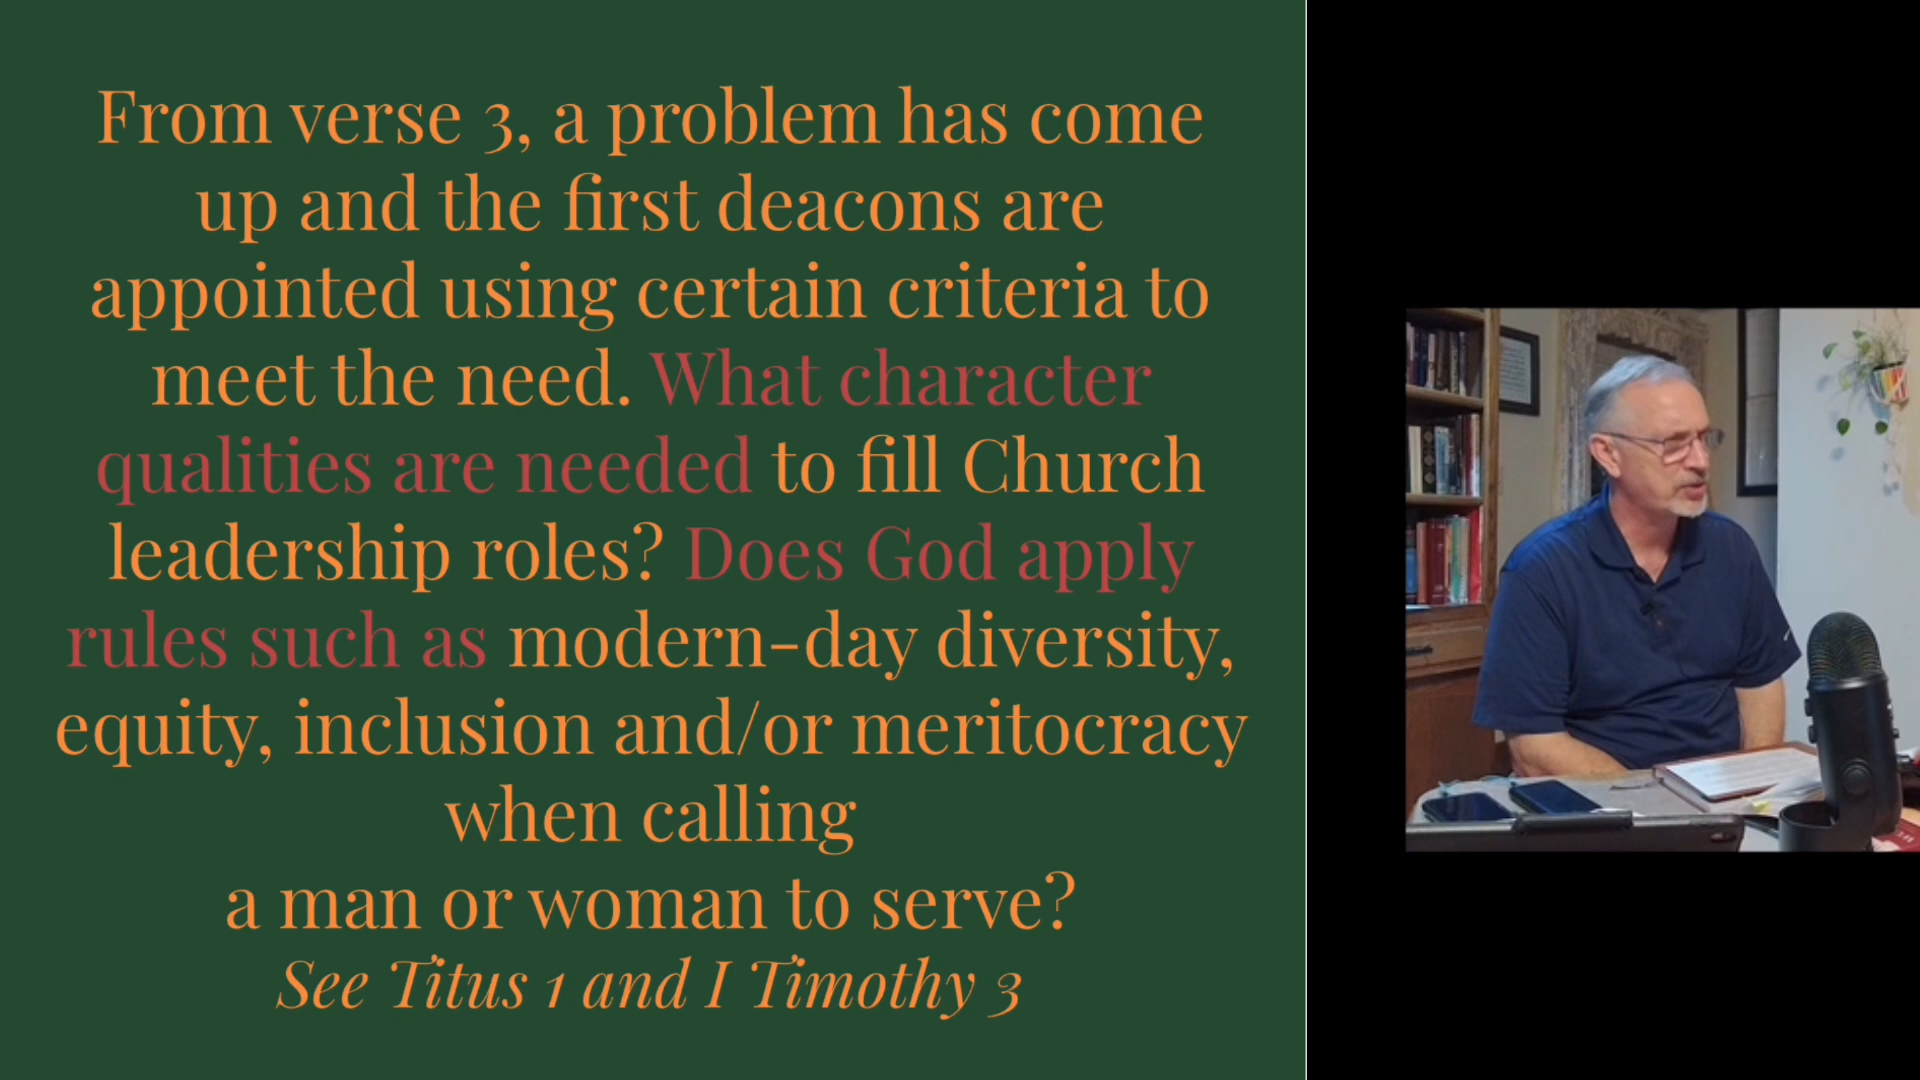 From verse 3, a problem has come
up and the first deacons are
appointed using certain criteria to
meet the need. What character
qualities are needed to fill Church
leadership roles? Does God apply
rules such as modern-day diversity,
equity, inclusion and/or meritocracy
when calling
a man or woman to serve?
See Titus 1 and I Timothy 3